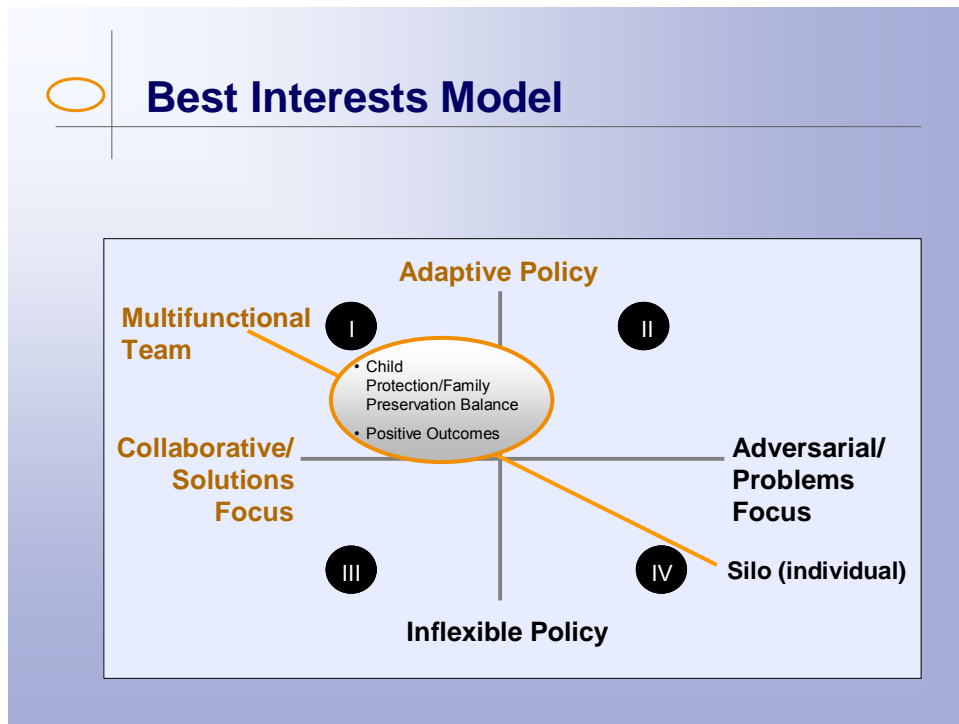 Best Interests Model
Adaptive Policy
Multifunctional
Team
I
II
• Child
Protection/Family
Preservation Balance
• Positive Outcomes
Collaborative/
Solutions
Focus
Adversarial/
Problems
Focus
III
IV
Silo (individual)
Inflexible Policy